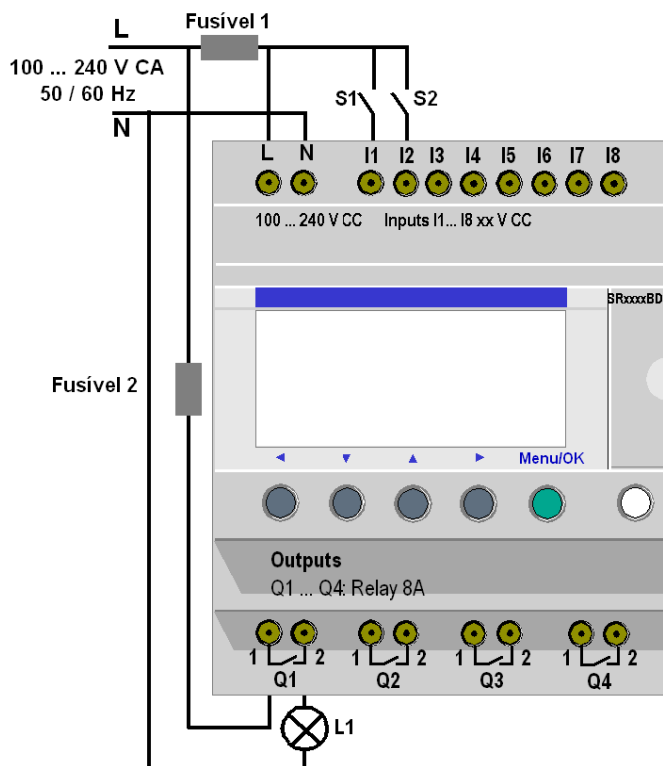 Fusível 1
L
100 ... 240 V CA
50 / 60 Hz
N
S1 S2
L N I1 I2 I3 I4 I5 I6 I7 I8
100 ... 240 V CC Inputs I1... I8 xx V CC
SRxxxxBD
Fusível 2
Menu/OK
Outputs
Q1 ... Q4: Relay 8A
1 2 1 2 1 2 1 2
Q1 Q2 Q3 Q4
L1